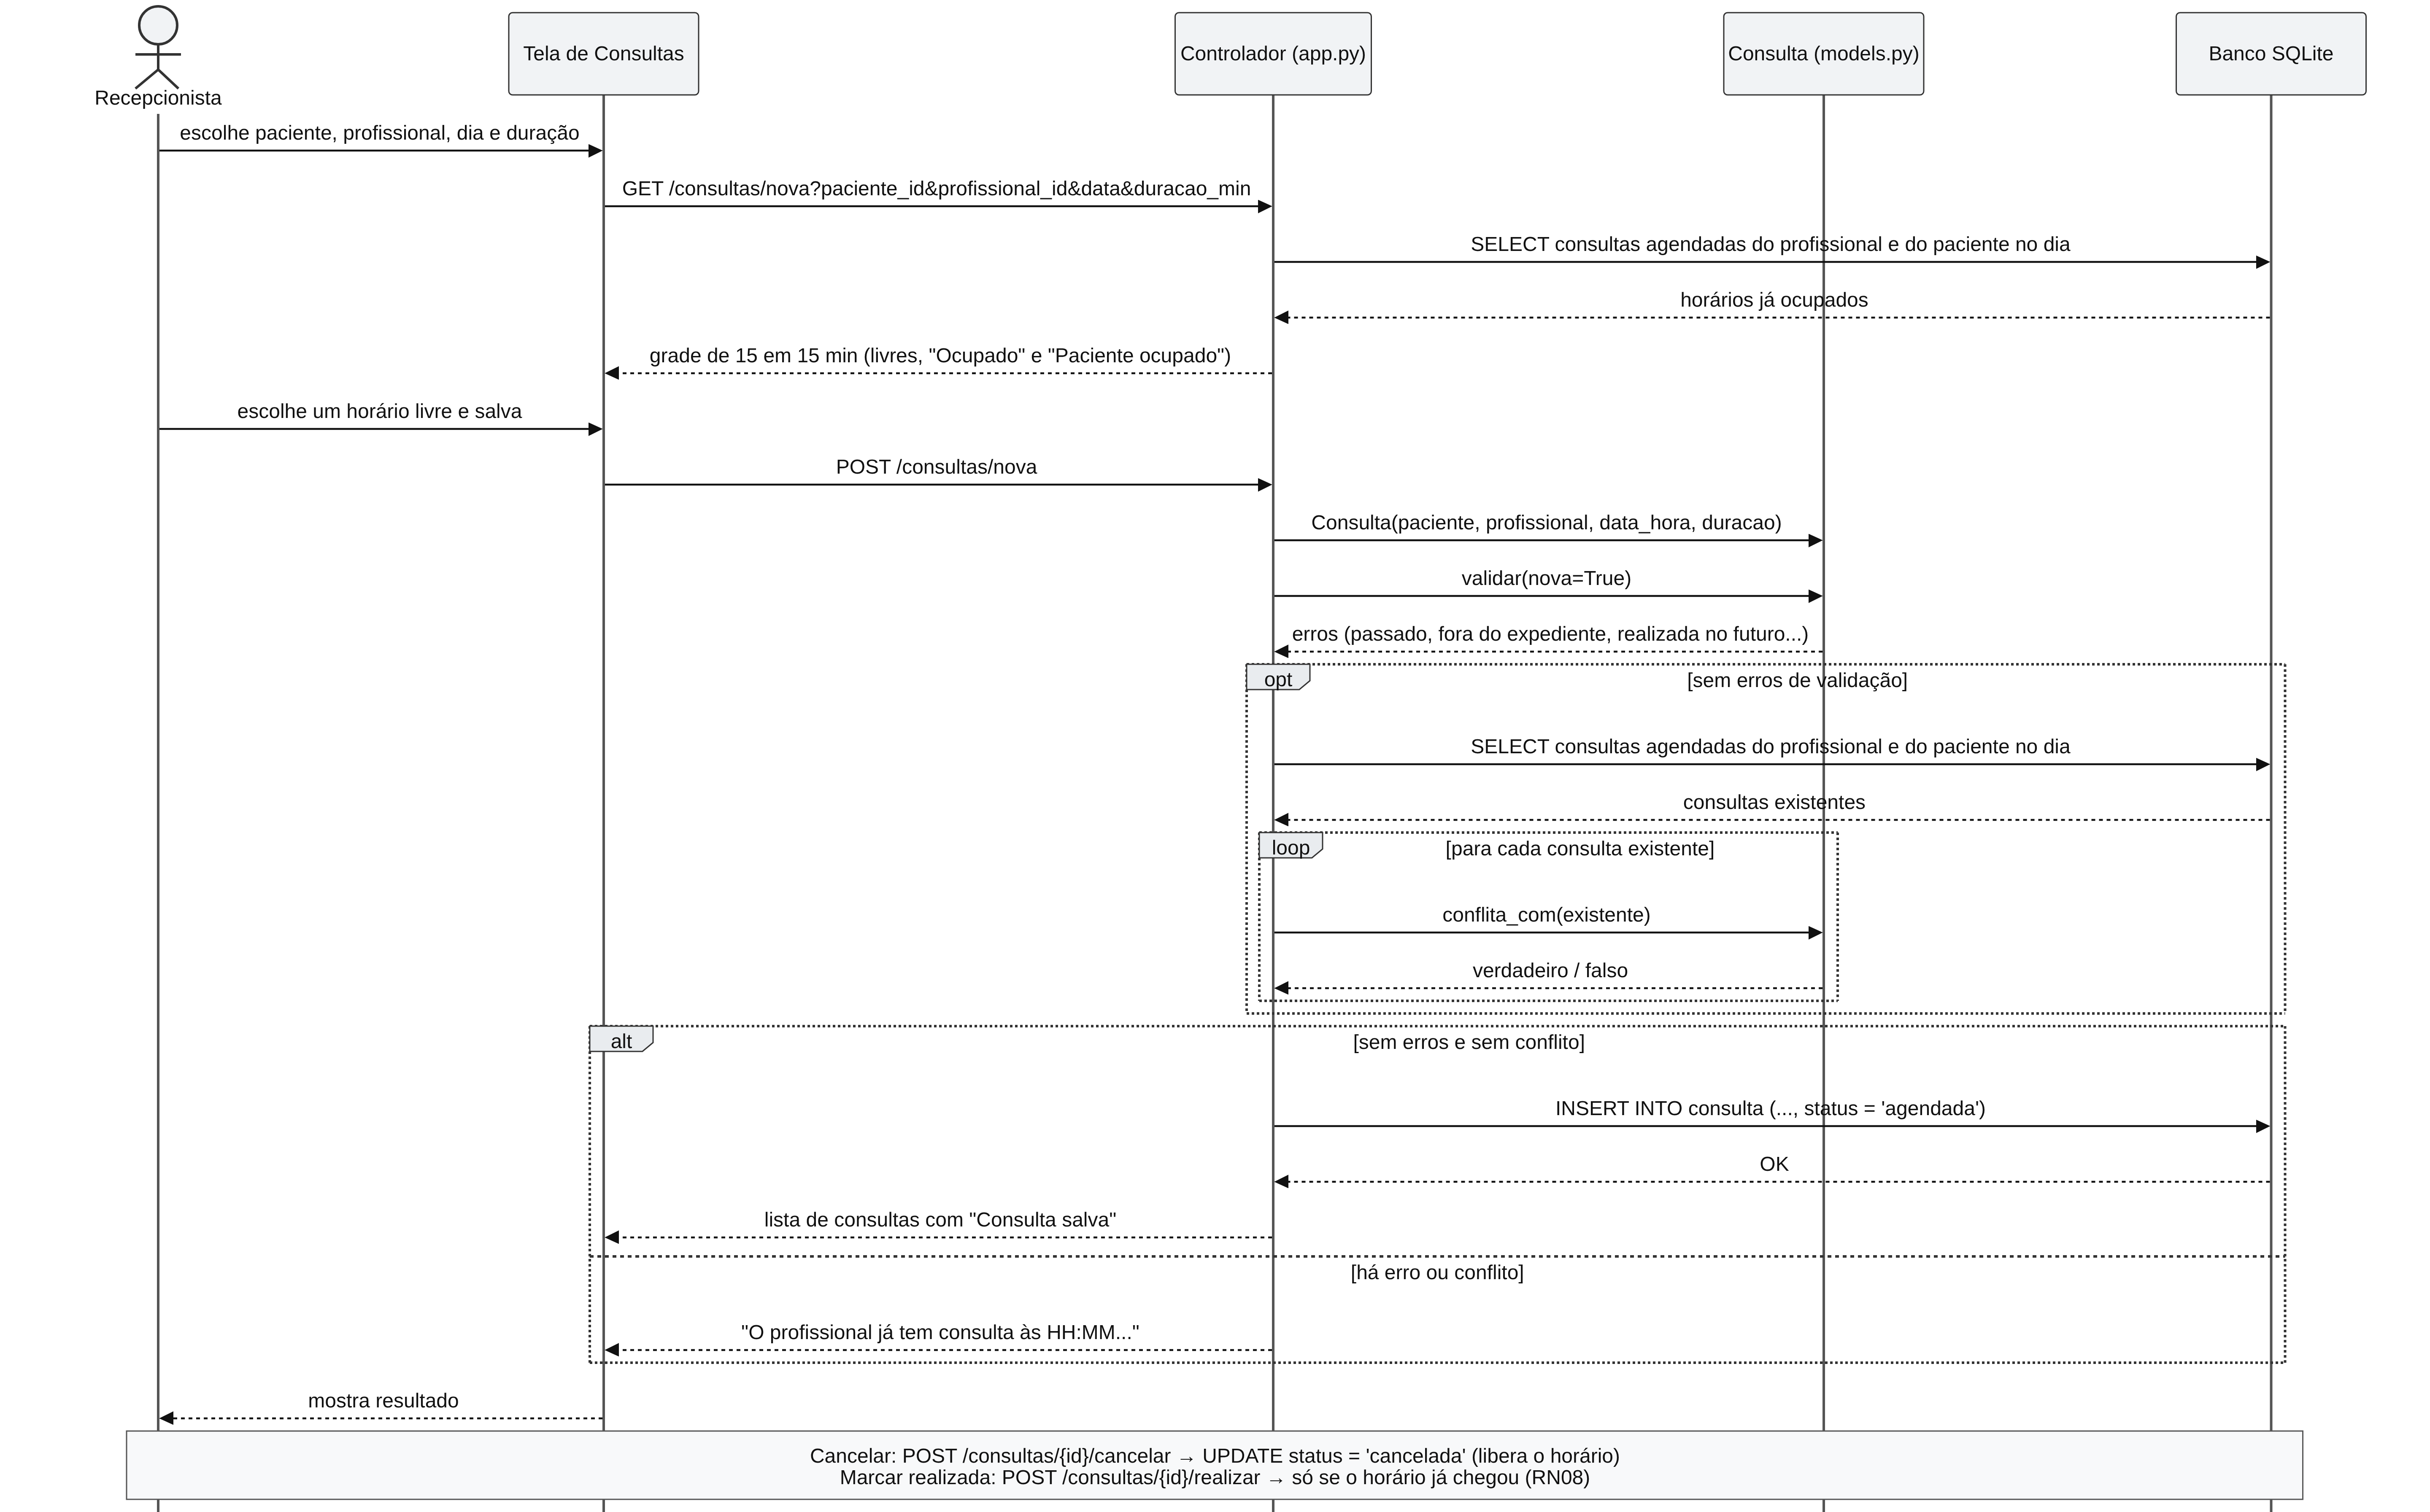 Recepcionista
Tela de Consultas
Controlador (app.py)
Consulta (models.py)
Banco SQLite
escolhe paciente, profissional, dia e duração
GET /consultas/nova?paciente_id&profissional_id&data&duracao_min
SELECT consultas agendadas do profissional e do paciente no dia
horários já ocupados
grade de 15 em 15 min (livres, "Ocupado" e "Paciente ocupado")
escolhe um horário livre e salva
POST /consultas/nova
Consulta(paciente, profissional, data_hora, duracao)
validar(nova=True)
erros (passado, fora do expediente, realizada no futuro...)
opt
[sem erros de validação]
SELECT consultas agendadas do profissional e do paciente no dia
consultas existentes
loop
[para cada consulta existente]
conflita_com(existente)
verdadeiro / falso
alt
[sem erros e sem conflito]
INSERT INTO consulta (..., status = 'agendada')
OK
lista de consultas com "Consulta salva"
[há erro ou conflito]
"O profissional já tem consulta às HH:MM..."
mostra resultado
Cancelar: POST /consultas/{id}/cancelar → UPDATE status = 'cancelada' (libera o horário)
Marcar realizada: POST /consultas/{id}/realizar → só se o horário já chegou (RN08)